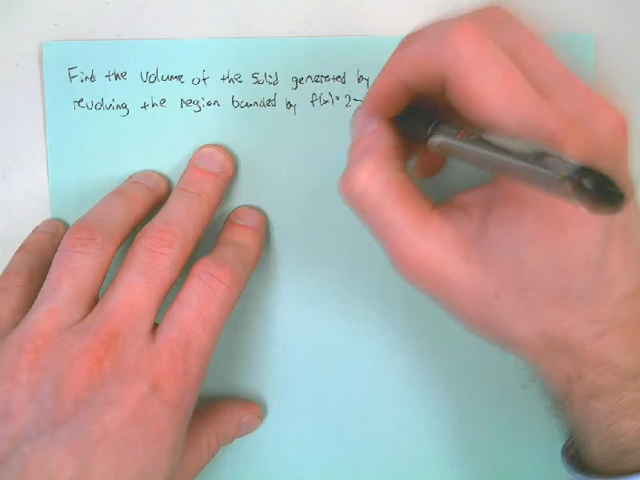 Find the volume of the solid generated by
revolving the region bounded by f(x)= 2-